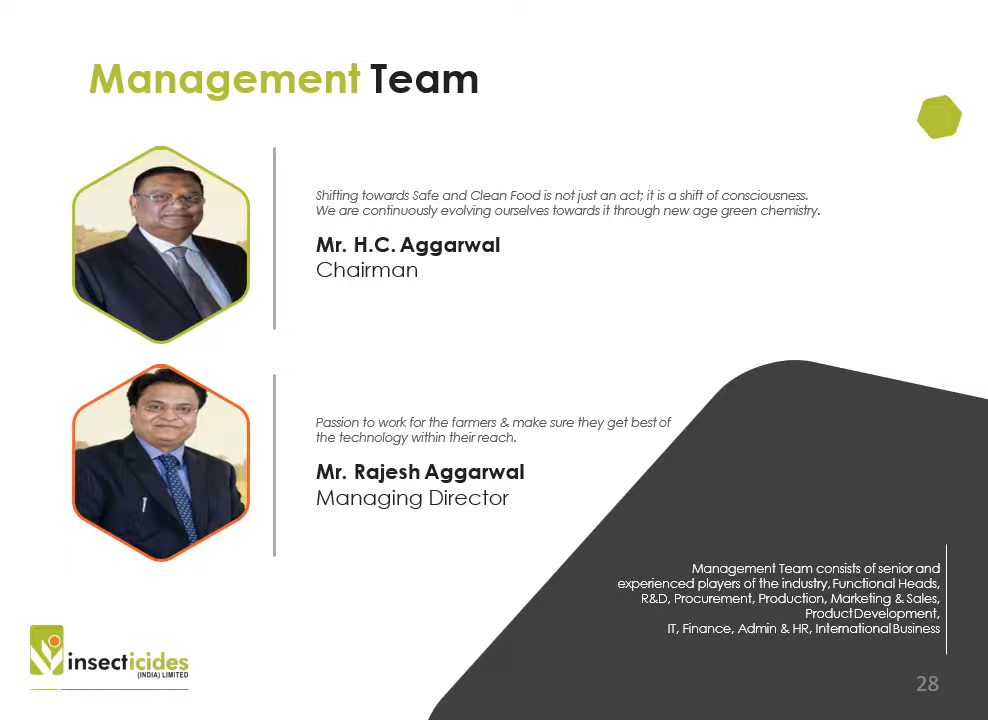 Management Team
Shifting towards Safe and Clean Food is not just an act; it is a shift of consciousness.
We are continuously evolving ourselves towards it through new age green chemistry.
Mr. H.C. Aggarwal
Chairman
Passion to work for the farmers & make sure they get best of
the technology within their reach.
Mr. Rajesh Aggarwal
Managing Director
Management Team consists of senior and
experienced players of the industry, Functional Heads,
R&D, Procurement, Production, Marketing & Sales,
Product Development,
IT, Finance, Admin & HR, International Business
insecticides
(INDIA) LIMITED
28